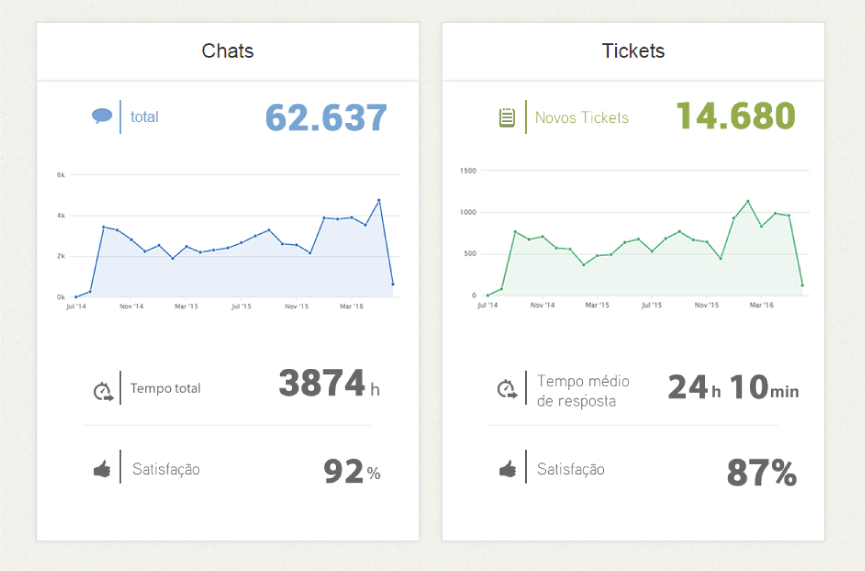 Chats
total
62.637
6k
4k
2k
0k
Jul '14 Nov '14 Mar '15 Jul '15 Nov '15 Mar '16
Tempo total
3874 h
Satisfação
92 %
Tickets
Novos Tickets
14.680
1500
1000
500
0
Jul '14 Nov '14 Mar '15 Jul '15 Nov '15 Mar '16
Tempo médio
de resposta
24 h 10 min
Satisfação
87%